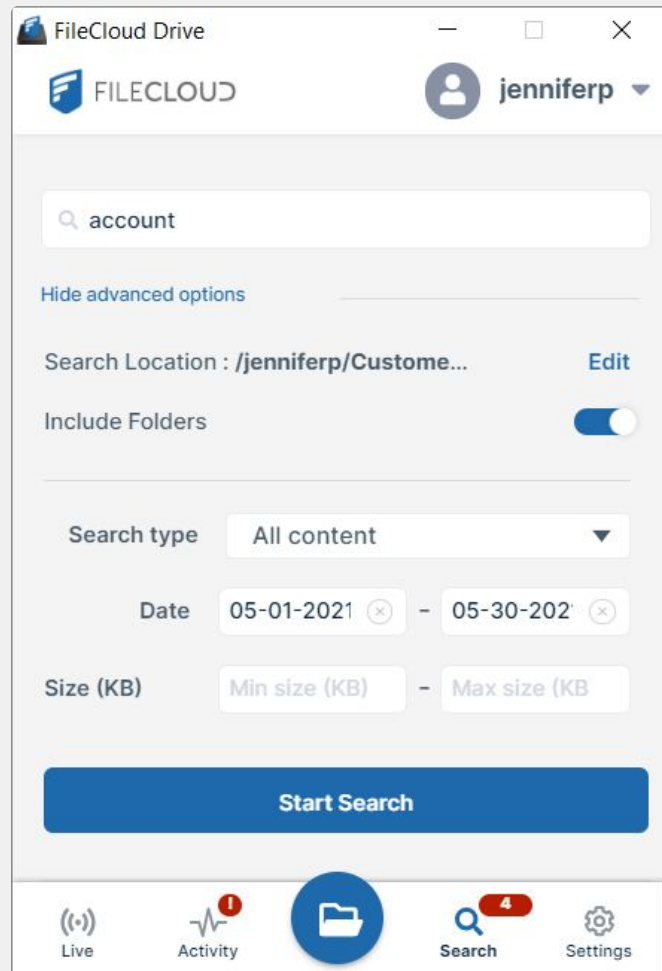 FileCloud Drive
FILECLOUD
jenniferp
account
Hide advanced options
Search Location : /jenniferp/Custome...
Edit
Include Folders
Search type
All content
Date
05-01-2021 - 05-30-202
Size (KB)
Min size (KB) - Max size (KB
Start Search
!
4
Live
Activity
Search
Settings